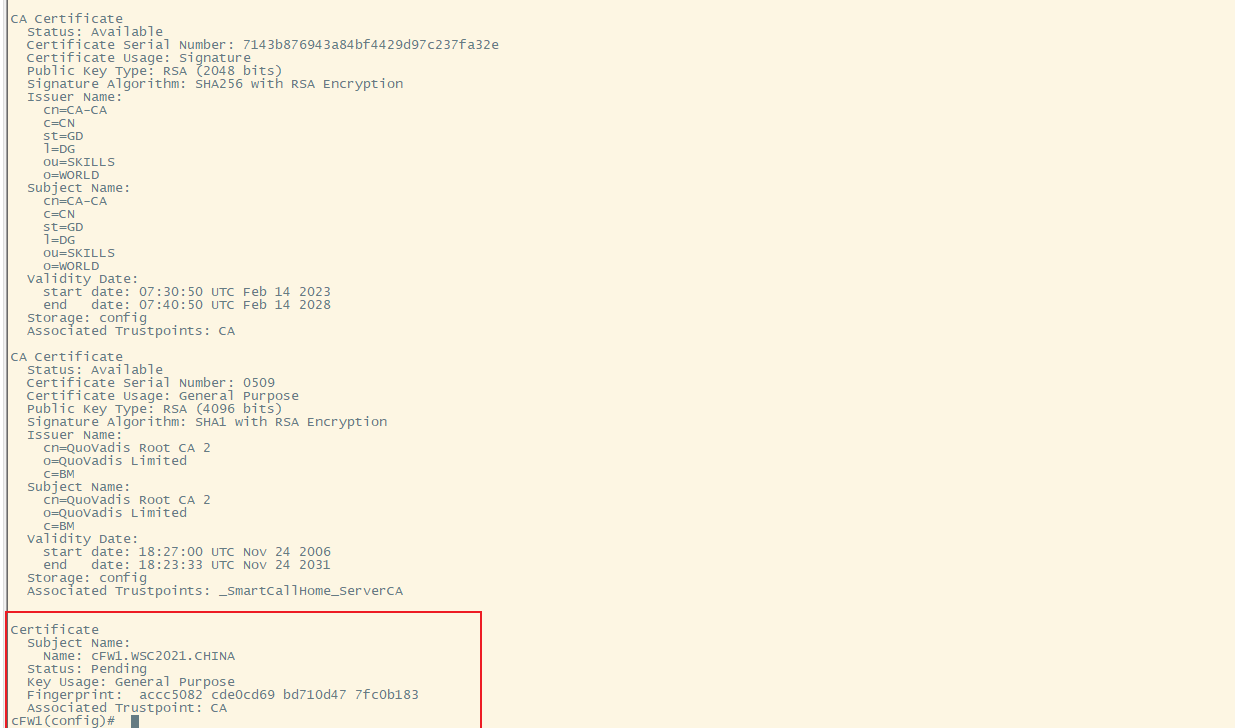 CA Certificate
  Status: Available
  Certificate Serial Number: 7143b876943a84bf4429d97c237fa32e
  Certificate Usage: Signature
  Public Key Type: RSA (2048 bits)
  Signature Algorithm: SHA256 with RSA Encryption
  Issuer Name:
    cn=CA-CA
    c=CN
    st=GD
    l=DG
    ou=SKILLS
    o=WORLD
  Subject Name:
    cn=CA-CA
    c=CN
    st=GD
    l=DG
    ou=SKILLS
    o=WORLD
  Validity Date:
    start date: 07:30:50 UTC Feb 14 2023
    end   date: 07:40:50 UTC Feb 14 2028
  Storage: config
  Associated Trustpoints: CA

CA Certificate
  Status: Available
  Certificate Serial Number: 0509
  Certificate Usage: General Purpose
  Public Key Type: RSA (4096 bits)
  Signature Algorithm: SHA1 with RSA Encryption
  Issuer Name:
    cn=QuoVadis Root CA 2
    o=QuoVadis Limited
    c=BM
  Subject Name:
    cn=QuoVadis Root CA 2
    o=QuoVadis Limited
    c=BM
  Validity Date:
    start date: 18:27:00 UTC Nov 24 2006
    end   date: 18:23:33 UTC Nov 24 2031
  Storage: config
  Associated Trustpoints: _SmartCallHome_ServerCA

Certificate
  Subject Name:
    Name: cFW1.WSC2021.CHINA
  Status: Pending
  Key Usage: General Purpose
  Fingerprint:  accc5082 cde0cd69 bd710d47 7fc0b183
  Associated Trustpoint: CA
cFW1(config)#